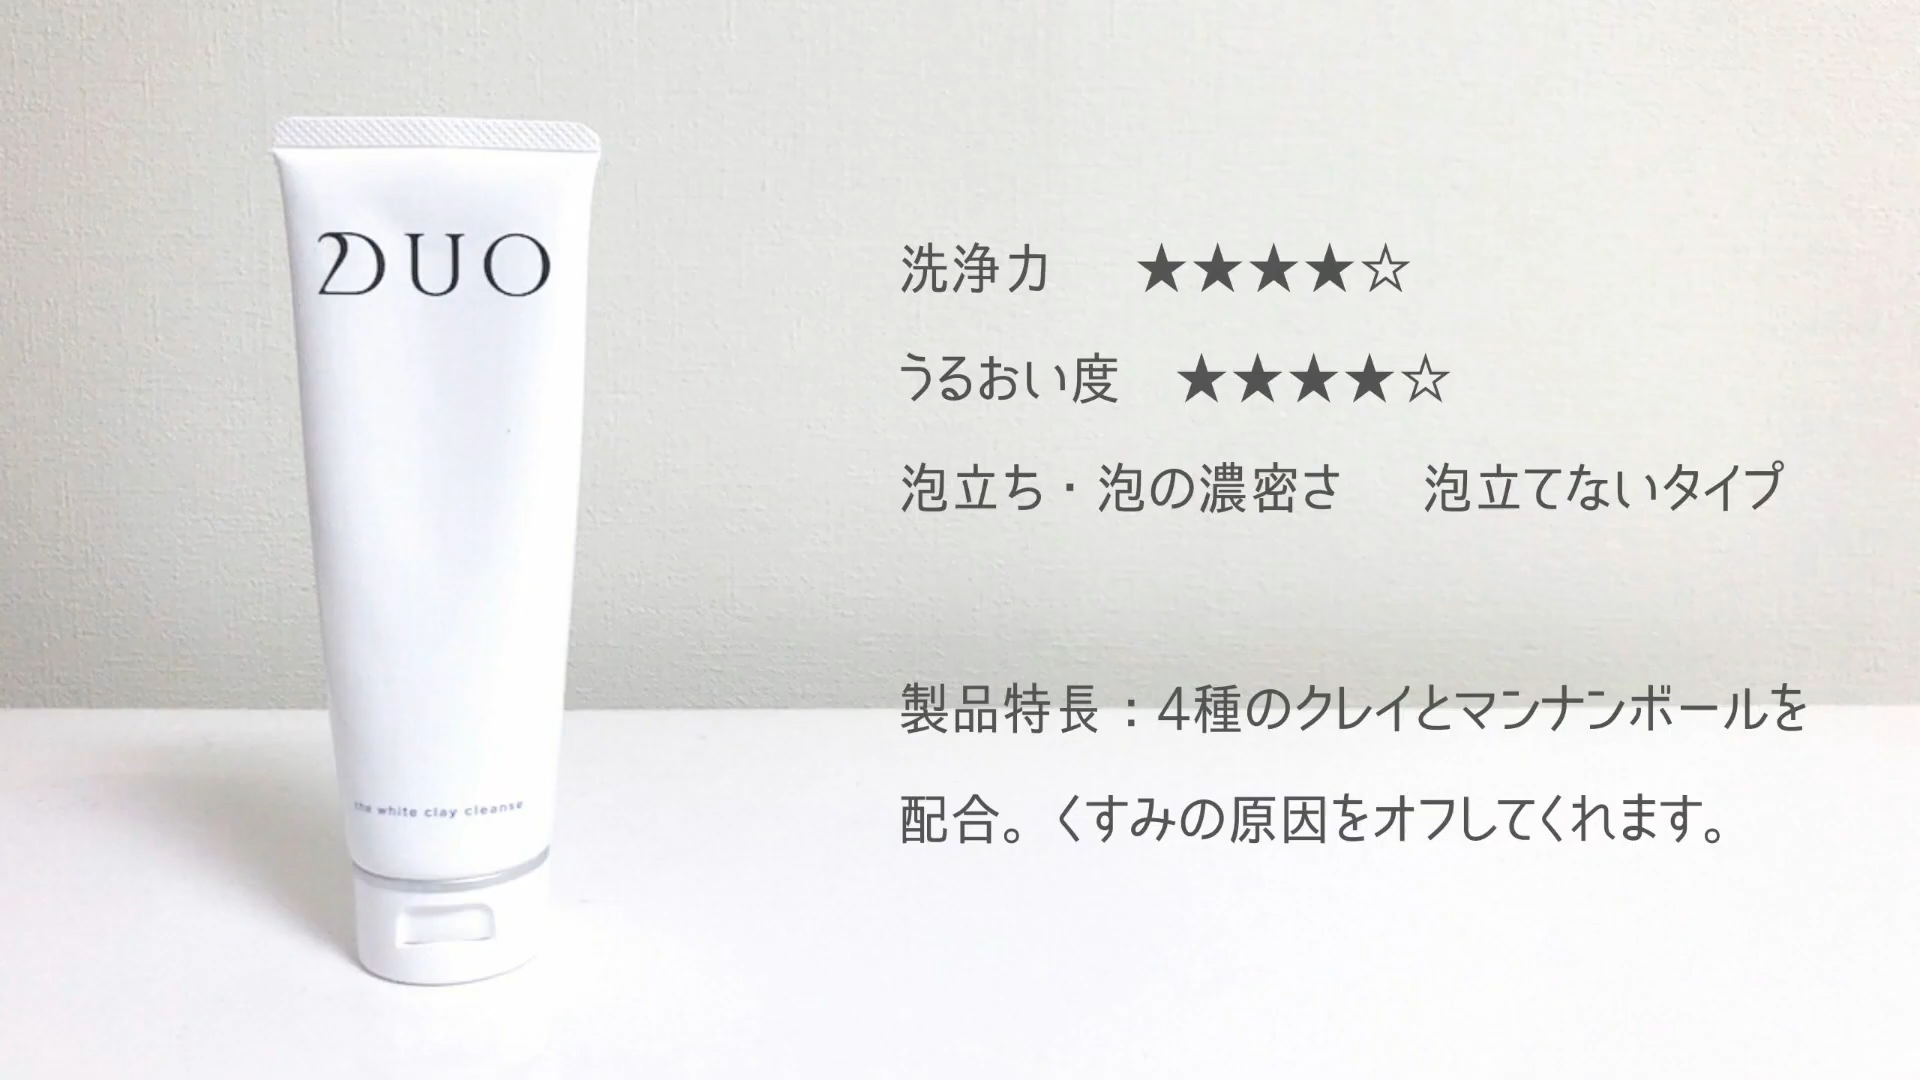 DUO
the white clay cleanse
洗浄力　★★★★☆
うるおい度　★★★★☆
泡立ち・泡の濃密さ　泡立てないタイプ
製品特長：4種のクレイとマンナンボールを
配合。くすみの原因をオフしてくれます。